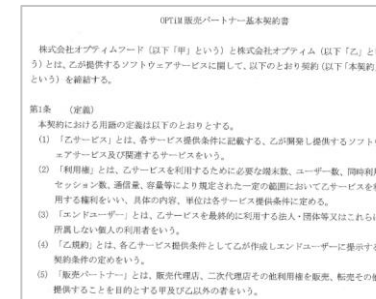 OPTiM 販売パートナー基本契約書
株式会社オプティムフード（以下「甲」という）と株式会社オプティム（以下「乙」とい
う）とは、乙が提供するソフトウェアサービスに関して、以下のとおり契約（以下「本契約」
という）を締結する。
第1条　（定義）
本契約における用語の定義は以下のとおりとする。
(1)　「乙サービス」とは、各サービス提供条件に記載する、乙が開発し提供するソフトウ
ェアサービス及び関連するサービスをいう。
(2)　「利用権」とは、乙サービスを利用するために必要な端末数、ユーザー数、同時利用
セッション数、通信量、容量等により規定された一定の範囲において乙サービスを利
用する権利をいい、具体の内容、単位は各サービス提供条件に定める。
(3)　「エンドユーザー」とは、乙サービスを最終的に利用する法人・団体等又はこれらに
所属しない個人の利用者をいう。
(4)　「乙規約」とは、各乙サービス提供条件として乙が作成しエンドユーザーに提示する
契約条件の定めをいう。
(5)　「販売パートナー」とは、販売代理店、二次代理店その他利用権を販売、転売その他
提供することを目的とする甲及び乙以外の者をいう。